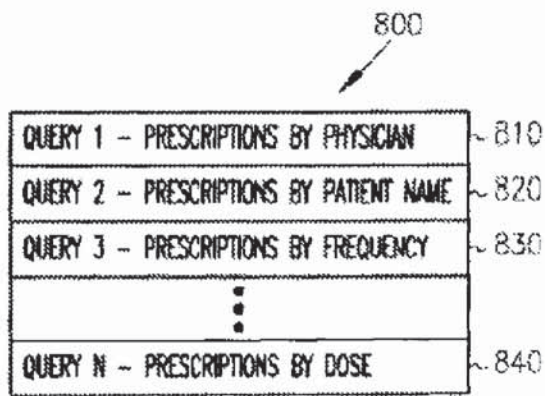 800
QUERY 1 – PRESCRIPTIONS BY PHYSICIAN ~ 810
QUERY 2 – PRESCRIPTIONS BY PATIENT NAME ~ 820
QUERY 3 – PRESCRIPTIONS BY FREQUENCY ~ 830
QUERY N – PRESCRIPTIONS BY DOSE ~ 840